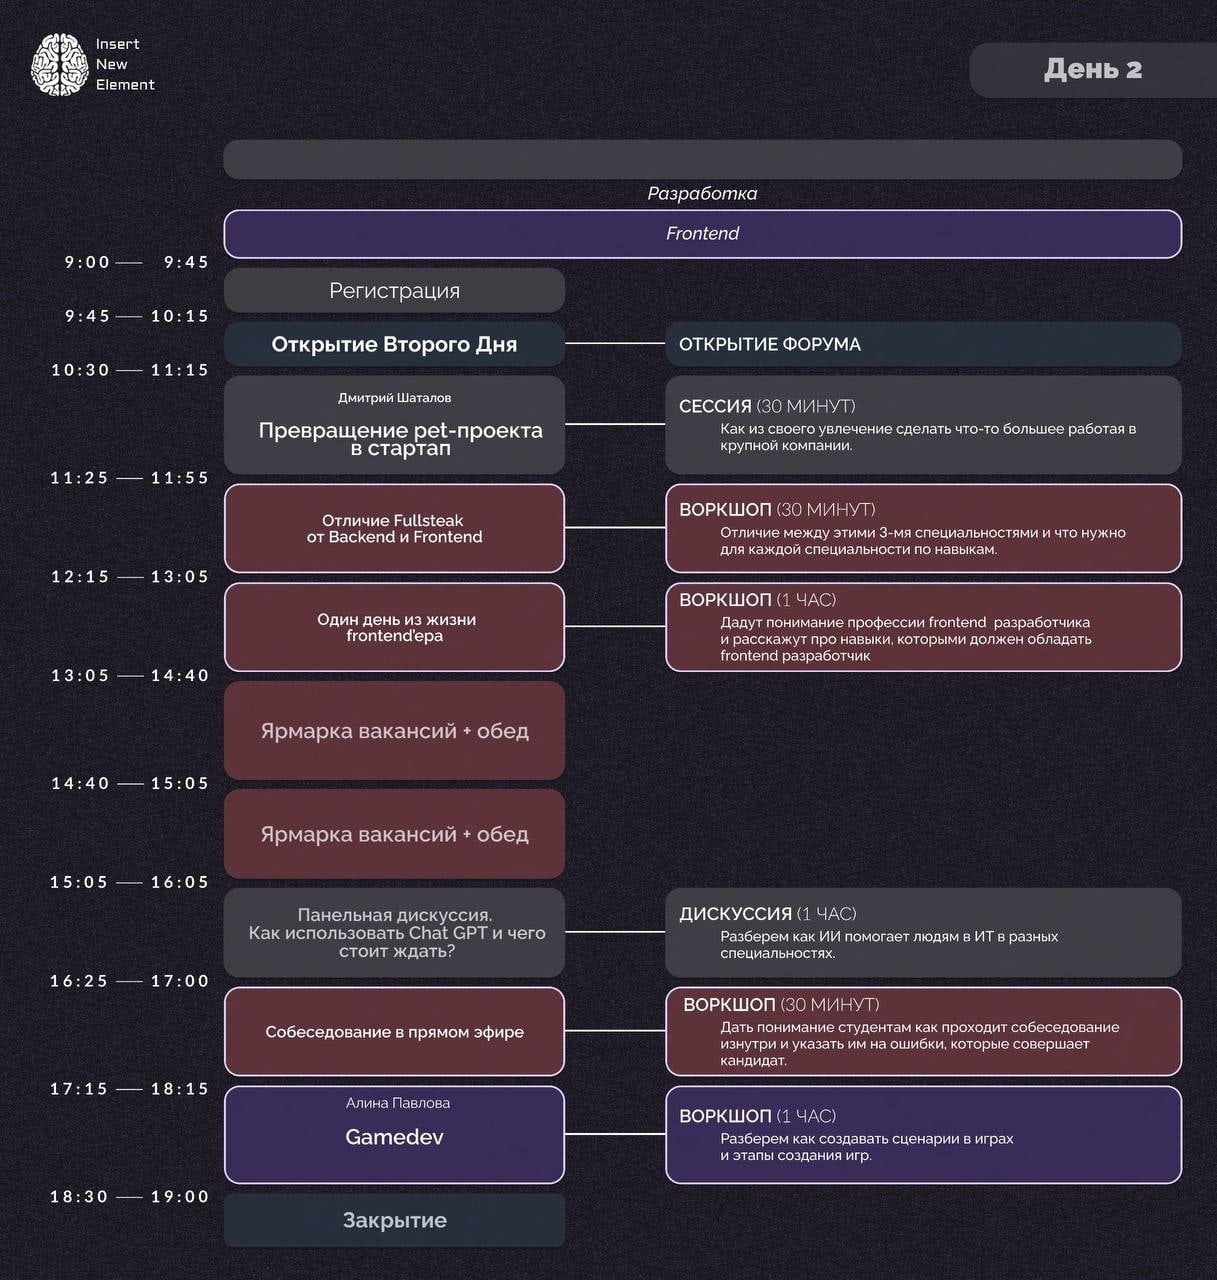 Insert
New
Element
День 2
Разработка
Frontend
9:00 — 9:45
Регистрация
9:45 — 10:15
Открытие Второго Дня
ОТКРЫТИЕ ФОРУМА
10:30 — 11:15
Дмитрий Шаталов
Превращение pet-проекта
в стартап
СЕССИЯ (30 МИНУТ)
Как из своего увлечение сделать что-то большее работая в
крупной компании.
11:25 — 11:55
Отличие Fullsteak
от Backend и Frontend
ВОРКШОП (30 МИНУТ)
Отличие между этими 3-мя специальностями и что нужно
для каждой специальности по навыкам.
12:15 — 13:05
Один день из жизни
frontend'ера
ВОРКШОП (1 ЧАС)
Дадут понимание профессии frontend разработчика
и расскажут про навыки, которыми должен обладать
frontend разработчик
13:05 — 14:40
Ярмарка вакансий + обед
14:40 — 15:05
Ярмарка вакансий + обед
15:05 — 16:05
Панельная дискуссия.
Как использовать Chat GPT и чего
стоит ждать?
ДИСКУССИЯ (1 ЧАС)
Разберем как ИИ помогает людям в ИТ в разных
специальностях.
16:25 — 17:00
Собеседование в прямом эфире
ВОРКШОП (30 МИНУТ)
Дать понимание студентам как проходит собеседование
изнутри и указать им на ошибки, которые совершает
кандидат.
17:15 — 18:15
Алина Павлова
Gamedev
ВОРКШОП (1 ЧАС)
Разберем как создавать сценарии в играх
и этапы создания игр.
18:30 — 19:00
Закрытие